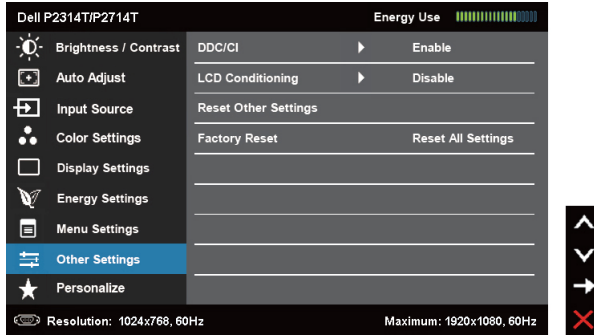 Dell P2314T/P2714T Energy Use
Brightness / Contrast DDC/CI Enable
Auto Adjust LCD Conditioning Disable
Input Source Reset Other Settings
Color Settings Factory Reset Reset All Settings
Display Settings
Energy Settings
Menu Settings
Other Settings
Personalize
Resolution: 1024x768, 60Hz Maximum: 1920x1080, 60Hz